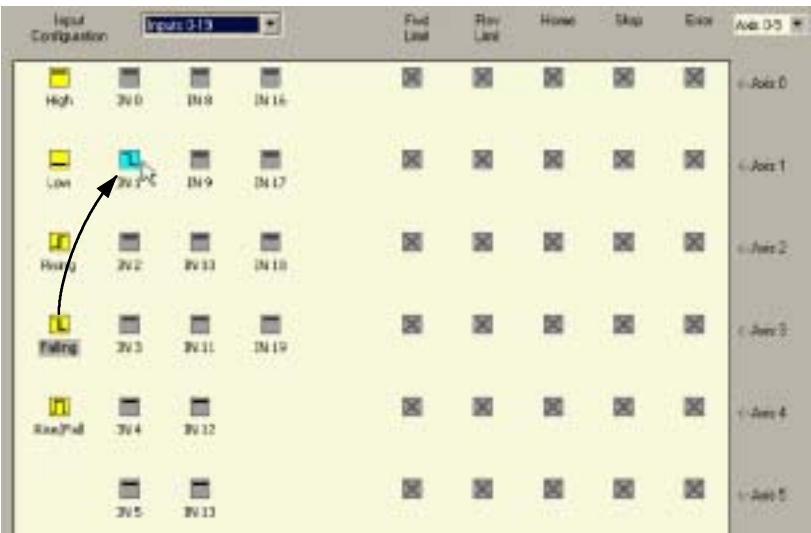 Input Configuration
Inputs 0-19
Fwd Limit
Rev Limit
Home
Stop
Error
Axis 0-5
High
IN 0
IN 8
IN 16
<-Axis 0
Low
IN 1
IN 9
IN 17
<-Axis 1
Rising
IN 2
IN 18
<-Axis 2
Falling
IN 3
IN 11
IN 19
<-Axis 3
Rise/Fall
IN 4
IN 12
<-Axis 4
IN 5
IN 13
<-Axis 5